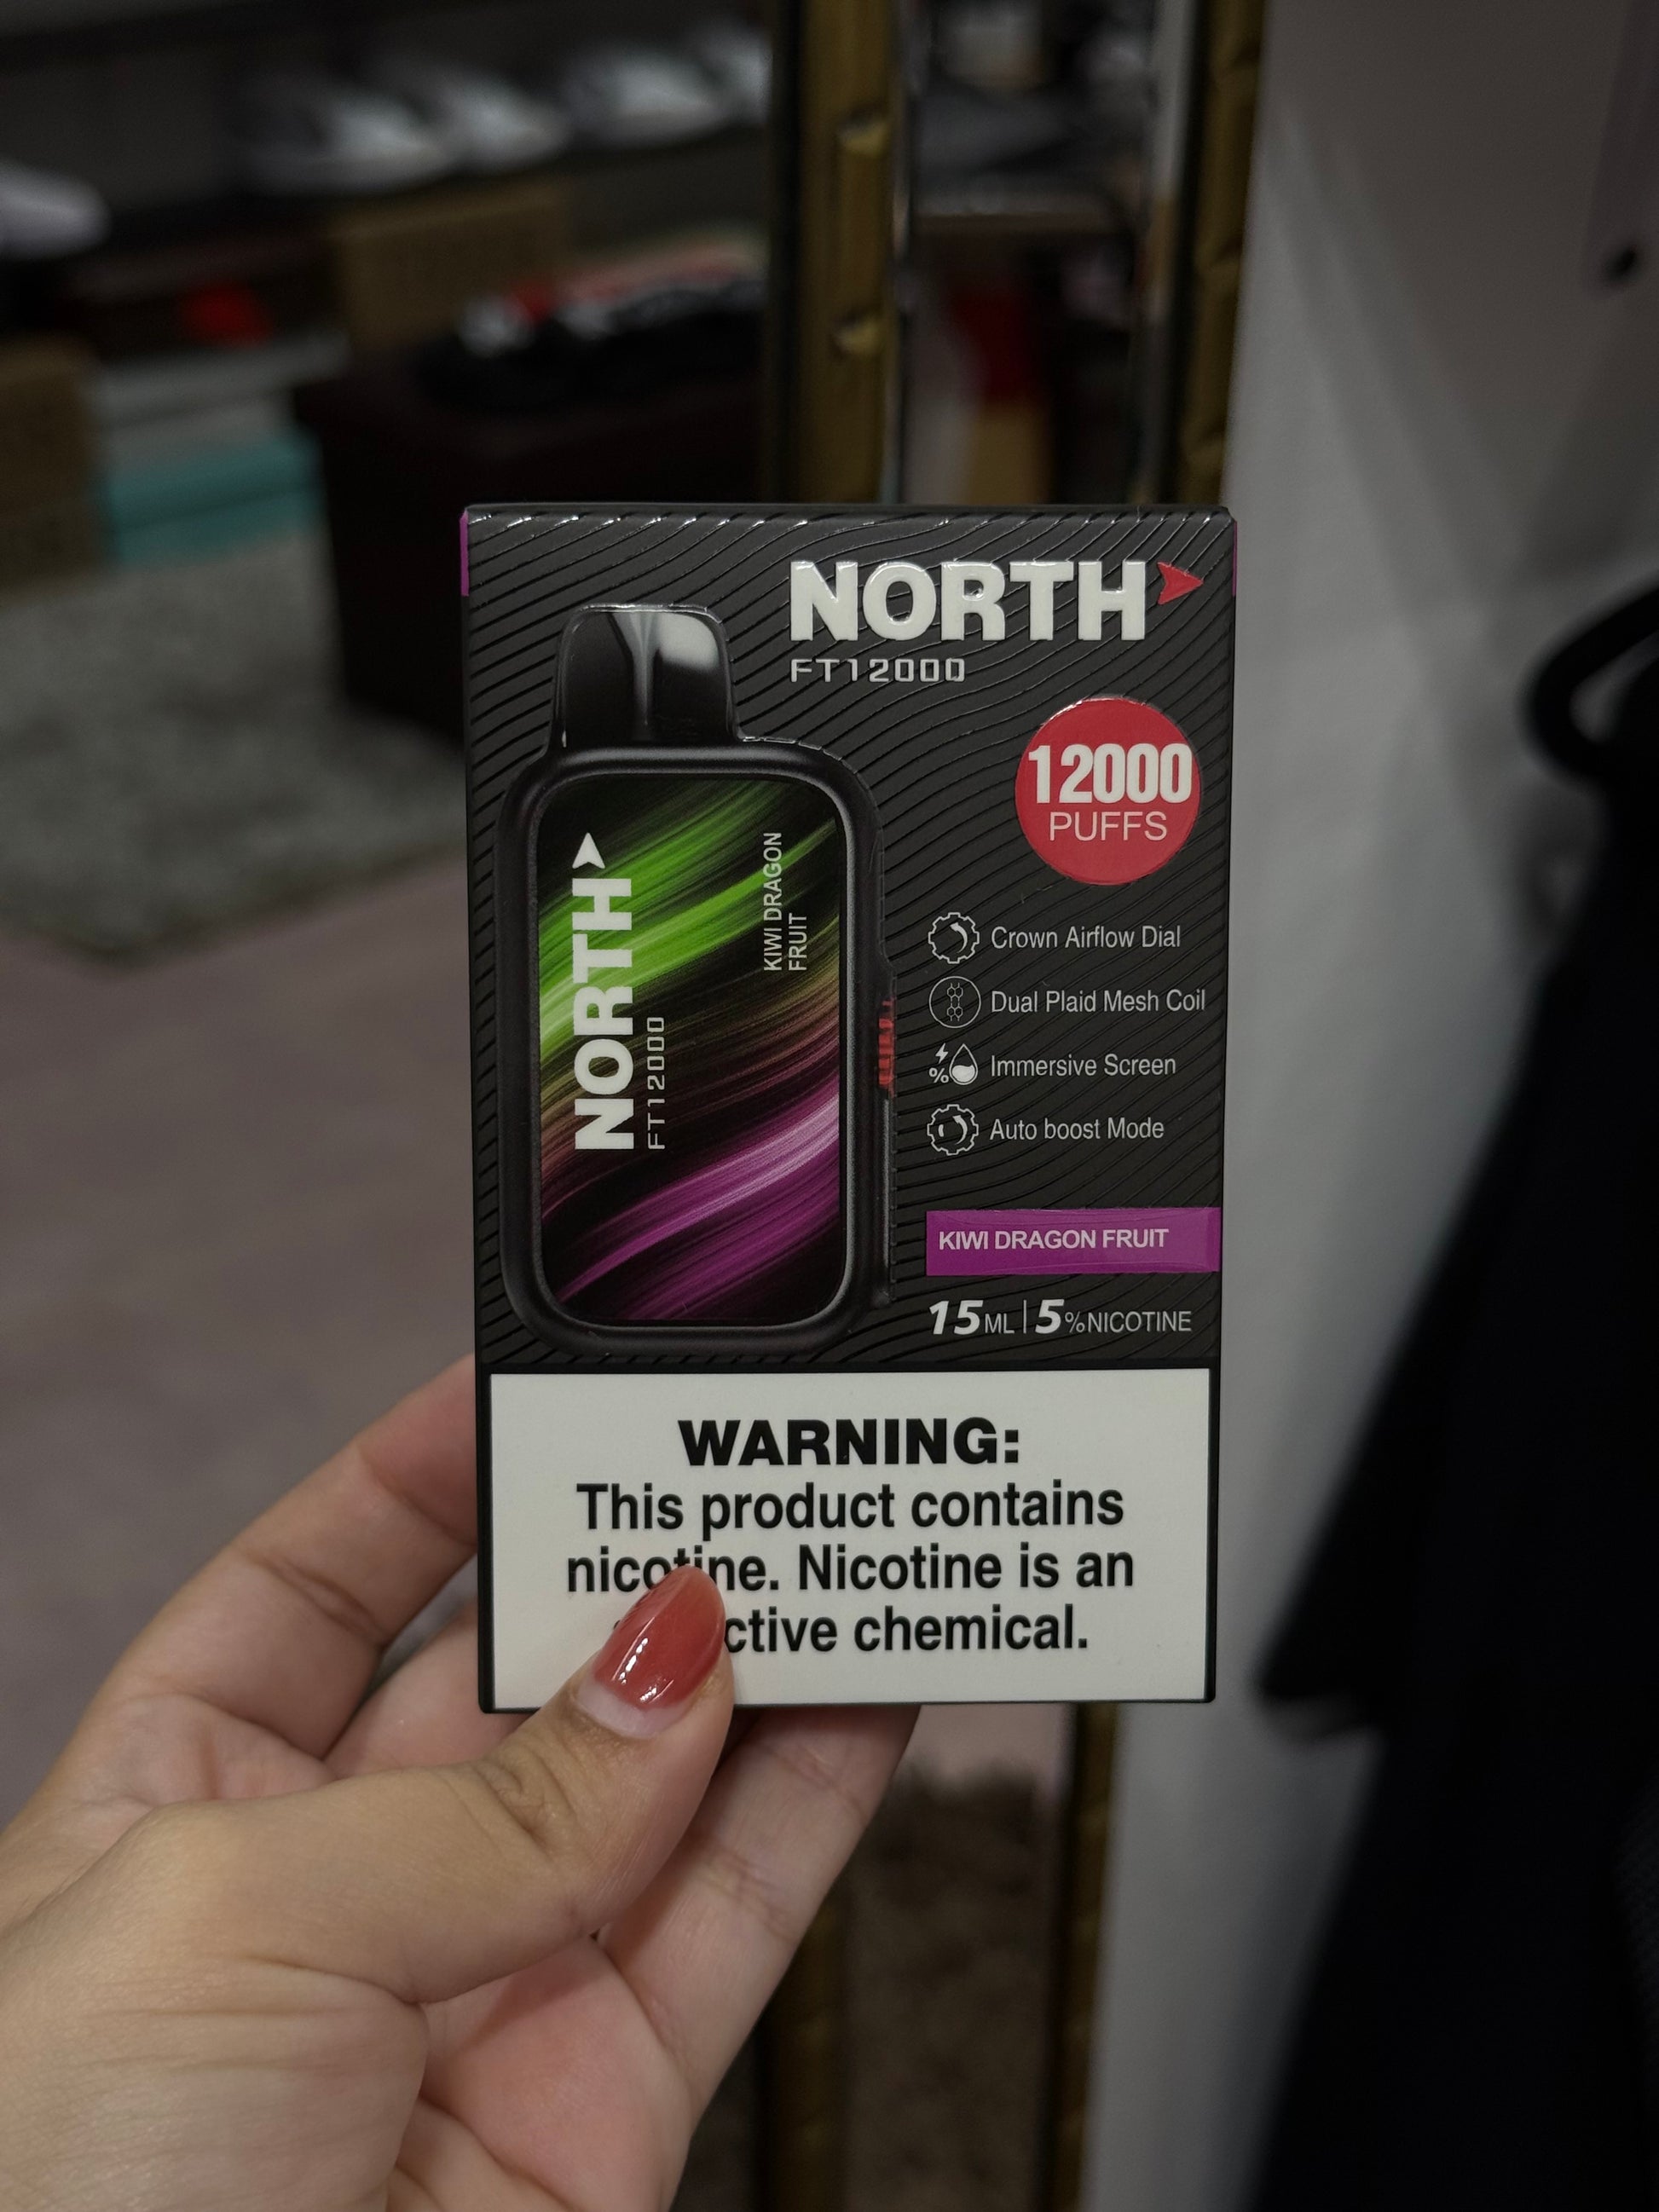 NORTH
FT12000
12000
PUFFS
NORTH
FT12000
KIWI DRAGON
FRUIT
Crown Airflow Dial
Dual Plaid Mesh Coil
Immersive Screen
%
Auto boost Mode
KIWI DRAGON FRUIT
15ML | 5%NICOTINE
WARNING:
This product contains
nicotine. Nicotine is an
chemical.